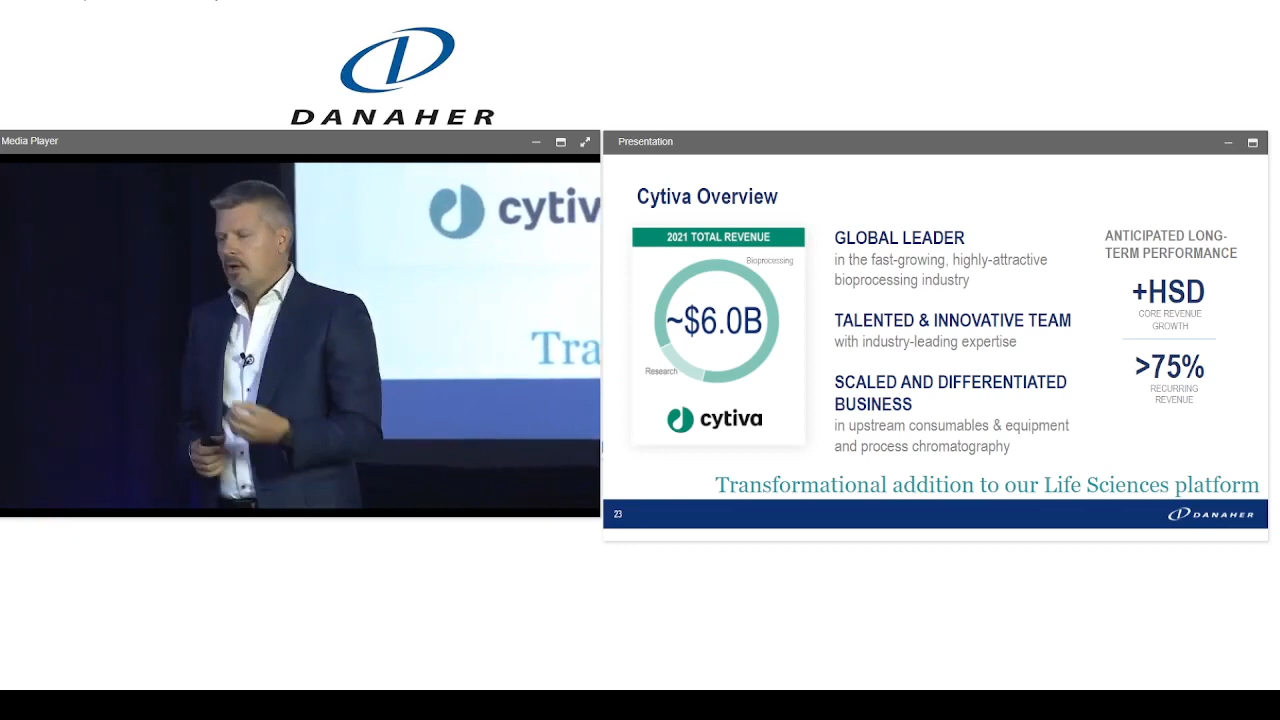 DANAHER
Media Player
cytiv
Tra
Presentation
Cytiva Overview
2021 TOTAL REVENUE
Bioprocessing
~$6.0B
Research
cytiva
GLOBAL LEADER
in the fast-growing, highly-attractive
bioprocessing industry
TALENTED & INNOVATIVE TEAM
with industry-leading expertise
SCALED AND DIFFERENTIATED
BUSINESS
in upstream consumables & equipment
and process chromatography
ANTICIPATED LONG-
TERM PERFORMANCE
+HSD
CORE REVENUE
GROWTH
>75%
RECURRING
REVENUE
Transformational addition to our Life Sciences platform
23
DANAHER